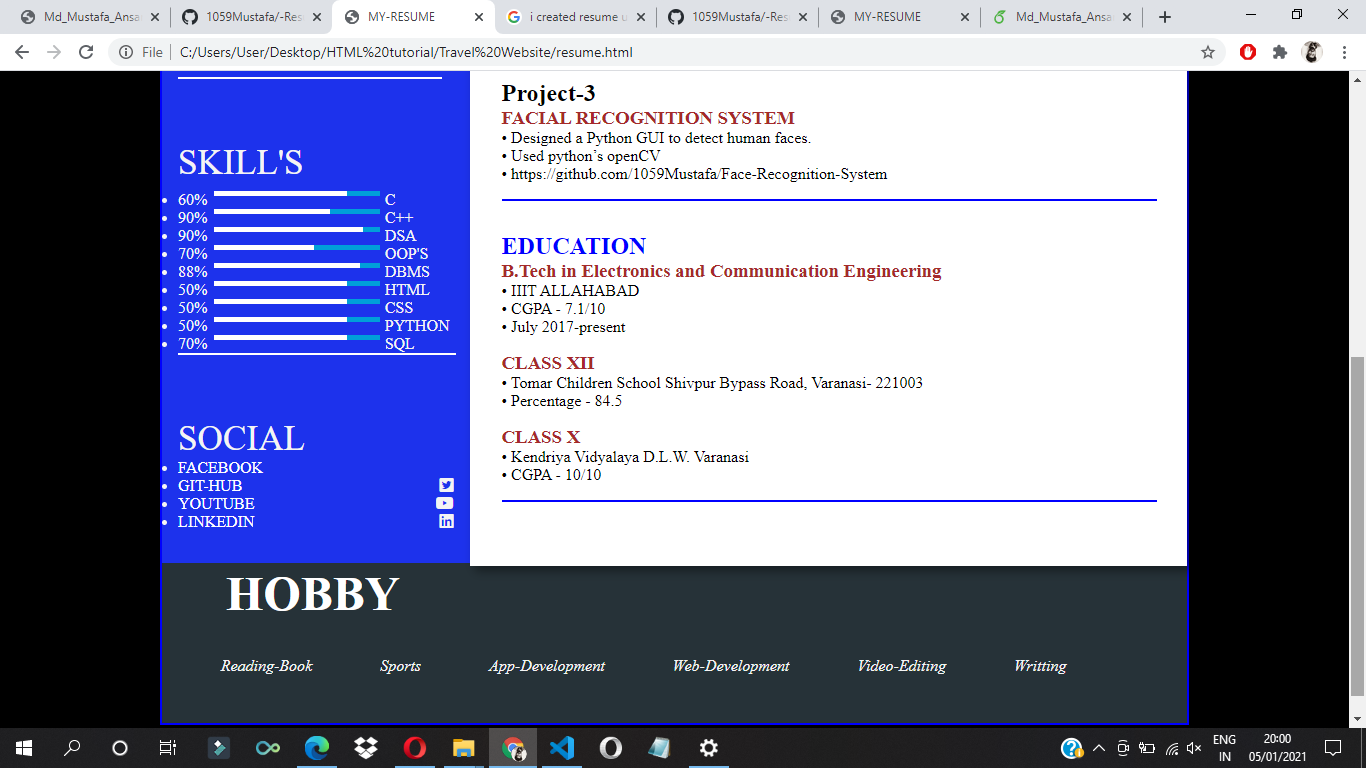 Md_Mustafa_Ansa
1059Mustafa/-Res
MY-RESUME
i created resume u
1059Mustafa/-Res
MY-RESUME
Md_Mustafa_Ansa
File
C:/Users/User/Desktop/HTML%20tutorial/Travel%20Website/resume.html
SKILL'S
• 60% C
• 90% C++
• 90% DSA
• 70% OOP'S
• 88% DBMS
• 50% HTML
• 50% CSS
• 50% PYTHON
• 70% SQL
SOCIAL
• FACEBOOK
• GIT-HUB
• YOUTUBE
• LINKEDIN
Project-3
FACIAL RECOGNITION SYSTEM
• Designed a Python GUI to detect human faces.
• Used python’s openCV
• https://github.com/1059Mustafa/Face-Recognition-System
EDUCATION
B.Tech in Electronics and Communication Engineering
• IIIT ALLAHABAD
• CGPA - 7.1/10
• July 2017-present
CLASS XII
• Tomar Children School Shivpur Bypass Road, Varanasi- 221003
• Percentage - 84.5
CLASS X
• Kendriya Vidyalaya D.L.W. Varanasi
• CGPA - 10/10
HOBBY
Reading-Book Sports App-Development Web-Development Video-Editing Writting
ENG
IN
20:00
05/01/2021